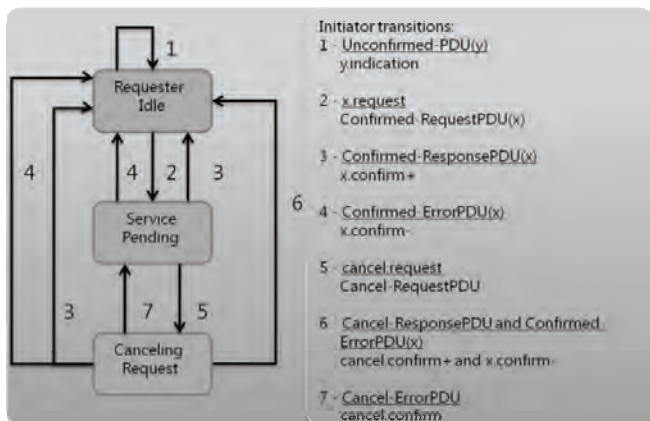 Initiator transitions:
1 - Unconfirmed-PDU(y)
y.indication
2 - x.request
Confirmed-RequestPDU(x)
3 - Confirmed-ResponsePDU(x)
x.confirm+
4 - Confirmed-ErrorPDU(x)
x.confirm-
5 - cancel.request
Cancel-RequestPDU
6 - Cancel-ResponsePDU and Confirmed-
ErrorPDU(x)
cancel.confirm+ and x.confirm-
7 - Cancel-ErrorPDU
cancel.confirm
1
Requester
Idle
4
4
2
3
6
Service
Pending
3
7
5
Canceling
Request